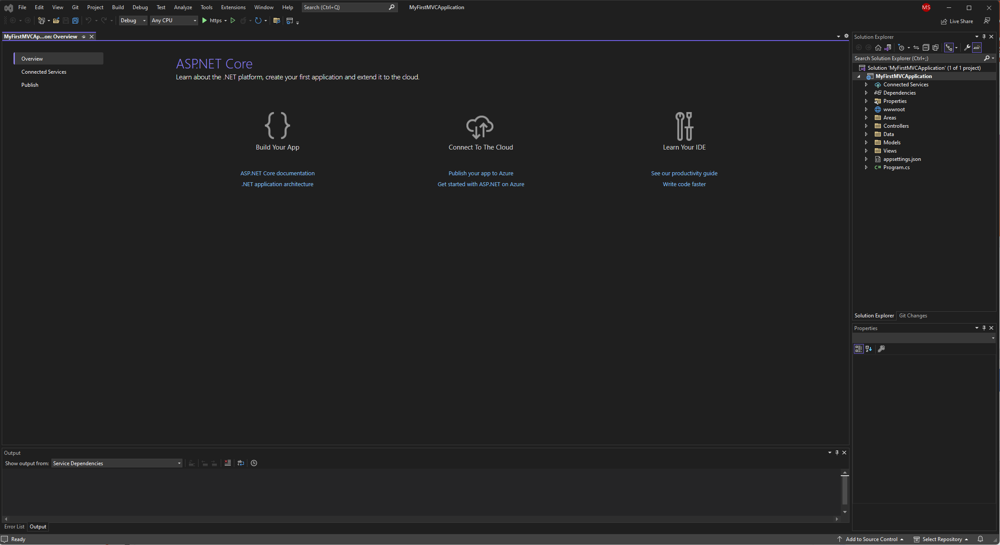 File Edit View Git Project Build Debug Test Analyze Tools Extensions Window Help Search (Ctrl+Q) MyFirstMVCApplication MS
Debug Any CPU https Live Share
MyFirstMVCAp...on: Overview
Overview
Connected Services
Publish
ASP.NET Core
Learn about the .NET platform, create your first application and extend it to the cloud.
Build Your App
ASP.NET Core documentation
.NET application architecture
Connect To The Cloud
Publish your app to Azure
Get started with ASP.NET on Azure
Learn Your IDE
See our productivity guide
Write code faster
Solution Explorer
Search Solution Explorer (Ctrl+;)
Solution 'MyFirstMVCApplication' (1 of 1 project)
MyFirstMVCApplication
Connected Services
Dependencies
Properties
wwwroot
Areas
Controllers
Data
Models
Views
appsettings.json
C# Program.cs
Solution Explorer Git Changes
Properties
Output
Show output from: Service Dependencies
Error List Output
Ready Add to Source Control Select Repository